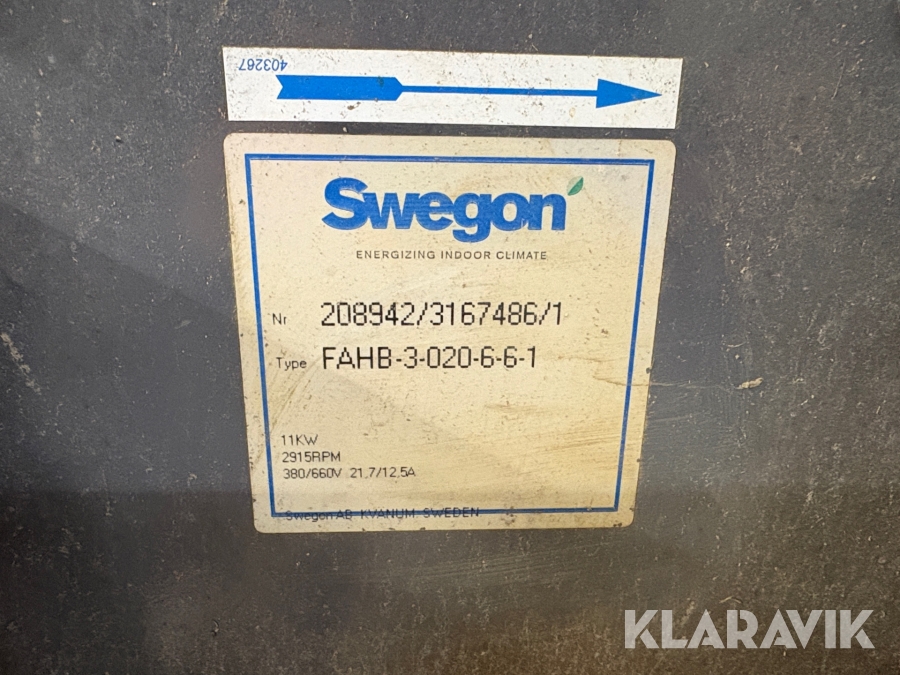 403267
Swegon
ENERGIZING INDOOR CLIMATE
Nr 208942/3167486/1
Type FAHB-3-020-6-6-1
11KW
2915RPM
380/660V 21,7/12,5A
Swegon AB, KVANUM, SWEDEN
KLARAVIK